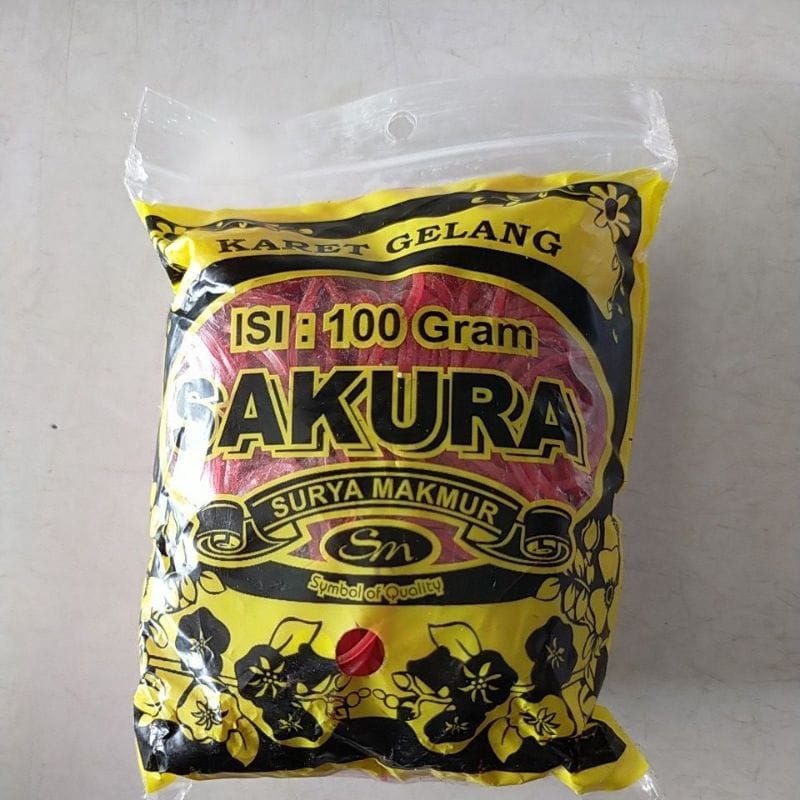 KARET GELANG
ISI : 100 Gram
SAKURA
SURYA MAKMUR
Sm
Symbol of Quality